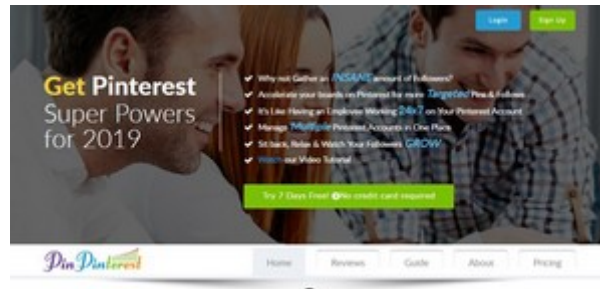 Login
Sign Up
Get Pinterest
Super Powers
for 2019
Why not Gather an INSANE amount of Followers?
Accelerate your boards on Pinterest for more Targeted Pins & Follows
It's Like Having an Employee Working 24x7 on Your Pinterest Account
Manage Multiple Pinterest Accounts in One Place
Sit back, Relax & Watch Your Followers GROW
Watch our Video Tutorial
Try 7 Days Free! No credit card required
PinPinterest
Home
Reviews
Guide
About
Pricing